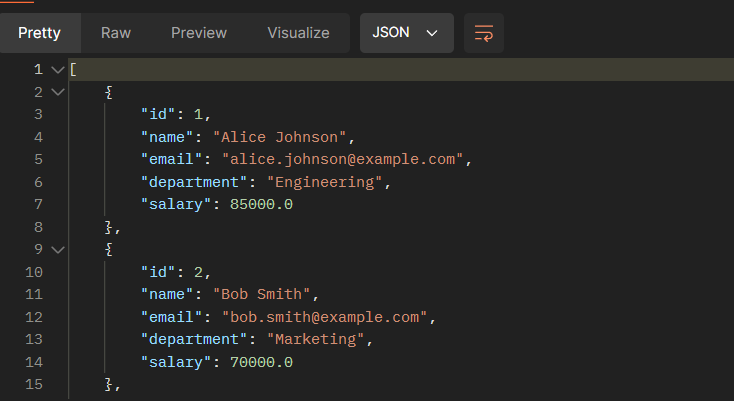 Pretty Raw Preview Visualize JSON
1 [
2 {
3 "id": 1,
4 "name": "Alice Johnson",
5 "email": "alice.johnson@example.com",
6 "department": "Engineering",
7 "salary": 85000.0
8 },
9 {
10 "id": 2,
11 "name": "Bob Smith",
12 "email": "bob.smith@example.com",
13 "department": "Marketing",
14 "salary": 70000.0
15 },